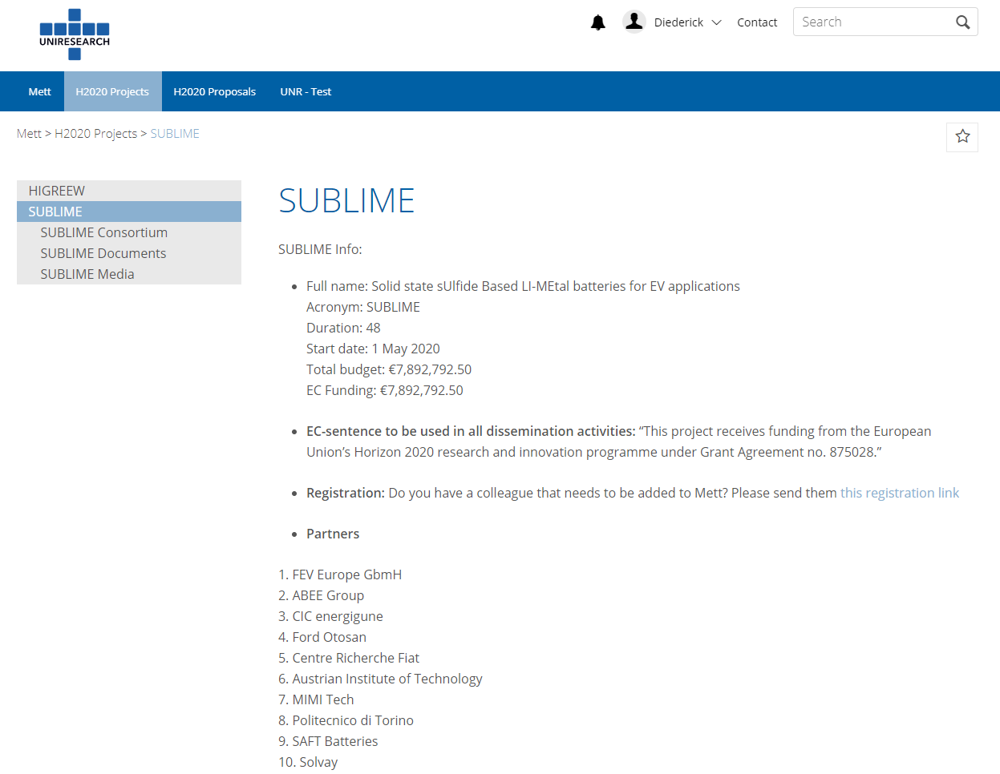 UNIRESEARCH
Diederick
Contact
Search
Mett
H2020 Projects
H2020 Proposals
UNR - Test
Mett > H2020 Projects > SUBLIME
HIGREEW
SUBLIME
SUBLIME Consortium
SUBLIME Documents
SUBLIME Media
SUBLIME
SUBLIME Info:
• Full name: Solid state sUlfide Based LI-MEtal batteries for EV applications
Acronym: SUBLIME
Duration: 48
Start date: 1 May 2020
Total budget: €7,892,792.50
EC Funding: €7,892,792.50
• EC-sentence to be used in all dissemination activities: “This project receives funding from the European
Union’s Horizon 2020 research and innovation programme under Grant Agreement no. 875028.”
• Registration: Do you have a colleague that needs to be added to Mett? Please send them this registration link
• Partners
1. FEV Europe GbmH
2. ABEE Group
3. CIC energigune
4. Ford Otosan
5. Centre Richerche Fiat
6. Austrian Institute of Technology
7. MIMI Tech
8. Politecnico di Torino
9. SAFT Batteries
10. Solvay